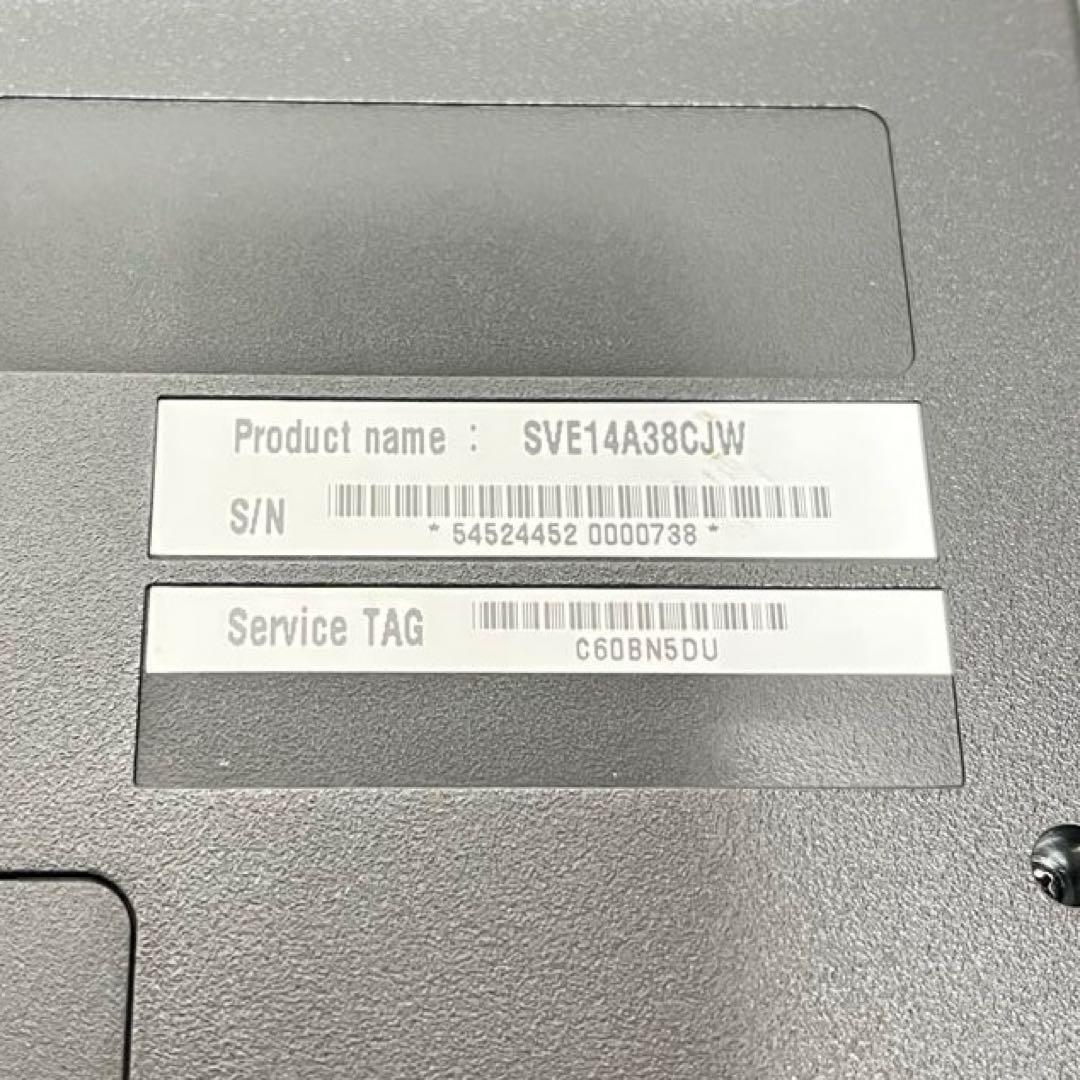 Product name : SVE14A38CJW
S/N
* 54524452 0000738 *
Service TAG
C60BN5DU